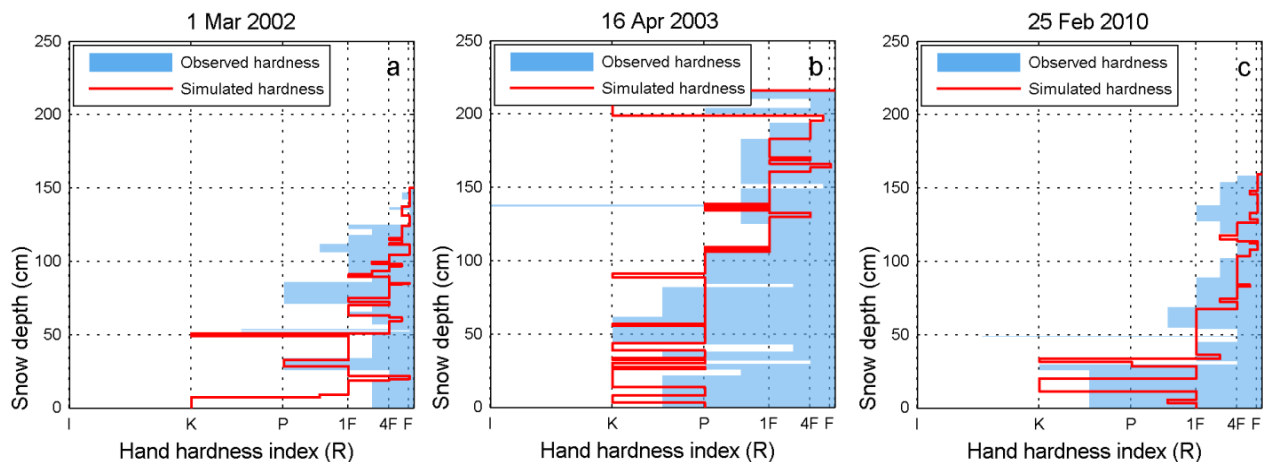 1 Mar 2002
250
200
150
100
50
0
Snow depth (cm)
Observed hardness
Simulated hardness
a
I K P 1F 4F F
Hand hardness index (R)
16 Apr 2003
250
200
150
100
50
0
Snow depth (cm)
Observed hardness
Simulated hardness
b
I K P 1F 4F F
Hand hardness index (R)
25 Feb 2010
250
200
150
100
50
0
Snow depth (cm)
Observed hardness
Simulated hardness
c
I K P 1F 4F F
Hand hardness index (R)